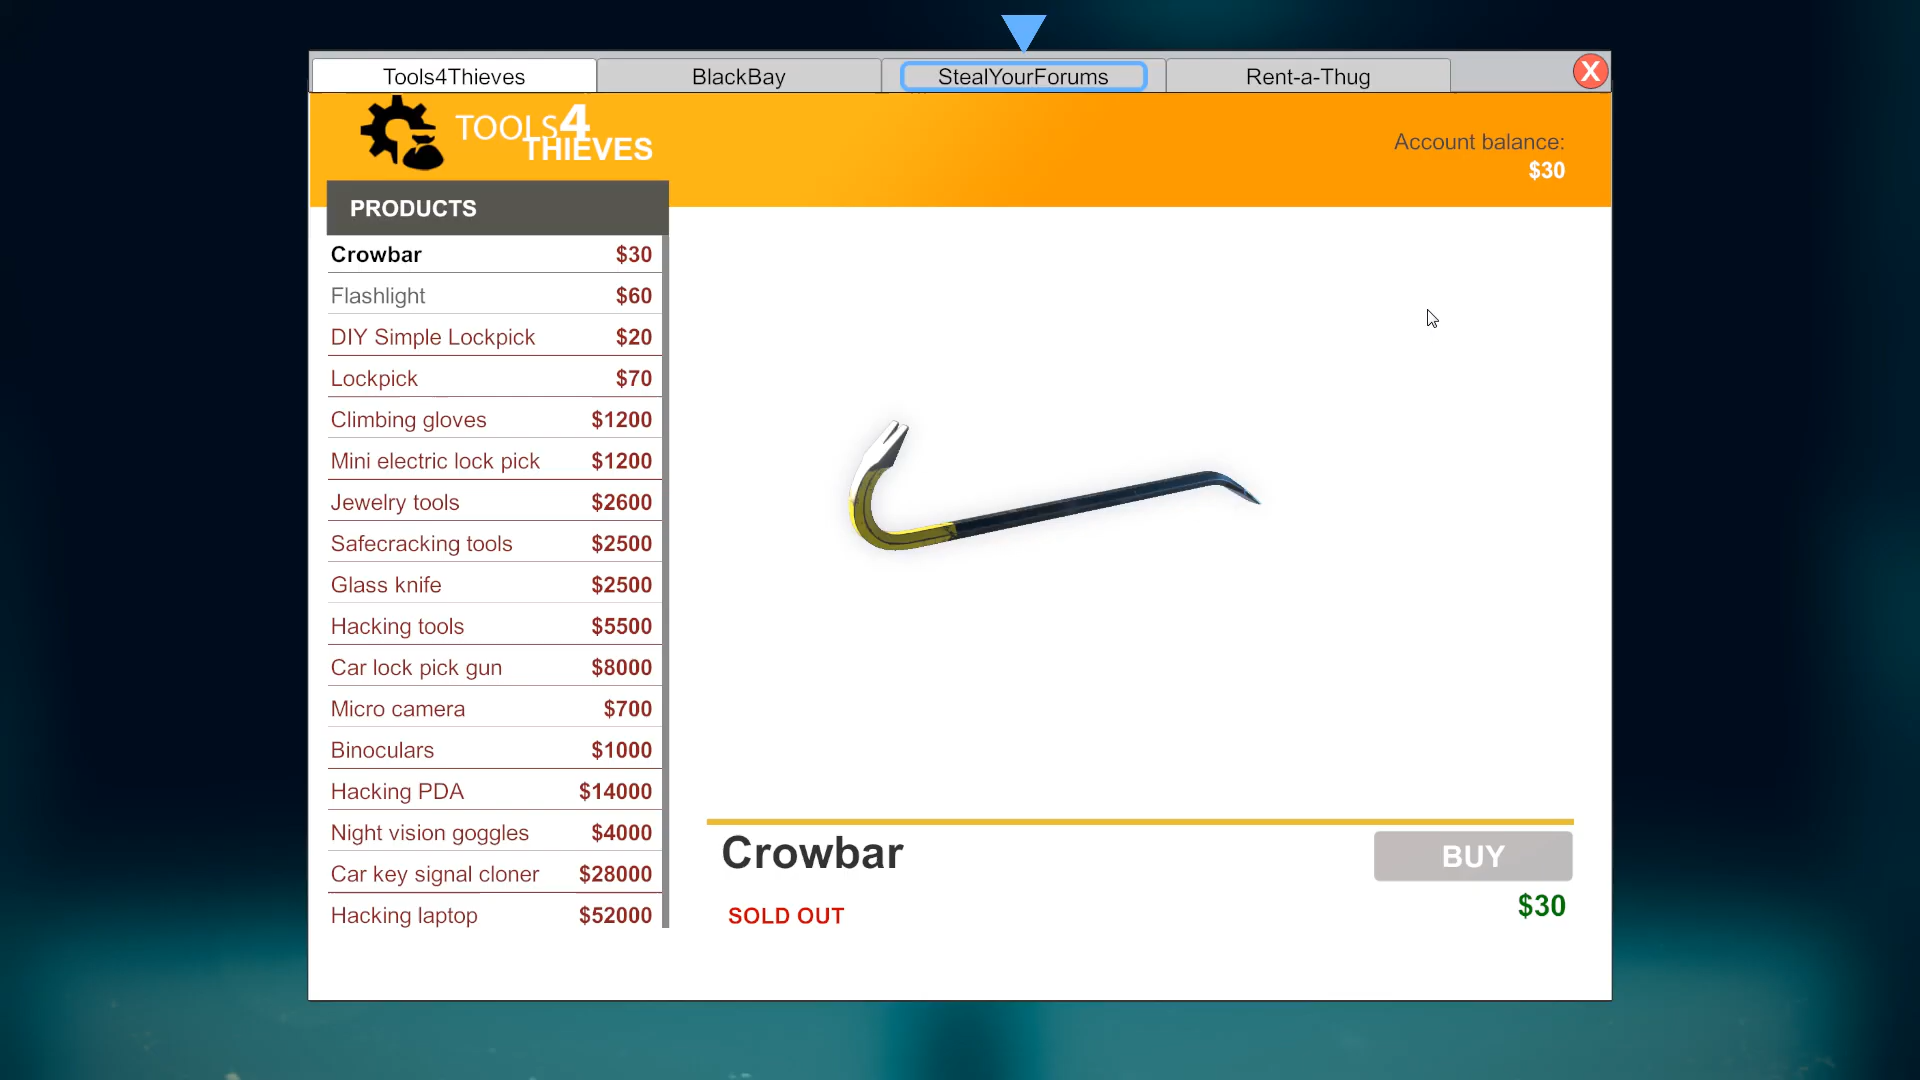 Tools4Thieves
BlackBay
StealYourForums
Rent-a-Thug
X
TOOLS4
THIEVES
Account balance:
$30
PRODUCTS
Crowbar $30
Flashlight $60
DIY Simple Lockpick $20
Lockpick $70
Climbing gloves $1200
Mini electric lock pick $1200
Jewelry tools $2600
Safecracking tools $2500
Glass knife $2500
Hacking tools $5500
Car lock pick gun $8000
Micro camera $700
Binoculars $1000
Hacking PDA $14000
Night vision goggles $4000
Car key signal cloner $28000
Hacking laptop $52000
Crowbar
BUY
SOLD OUT
$30